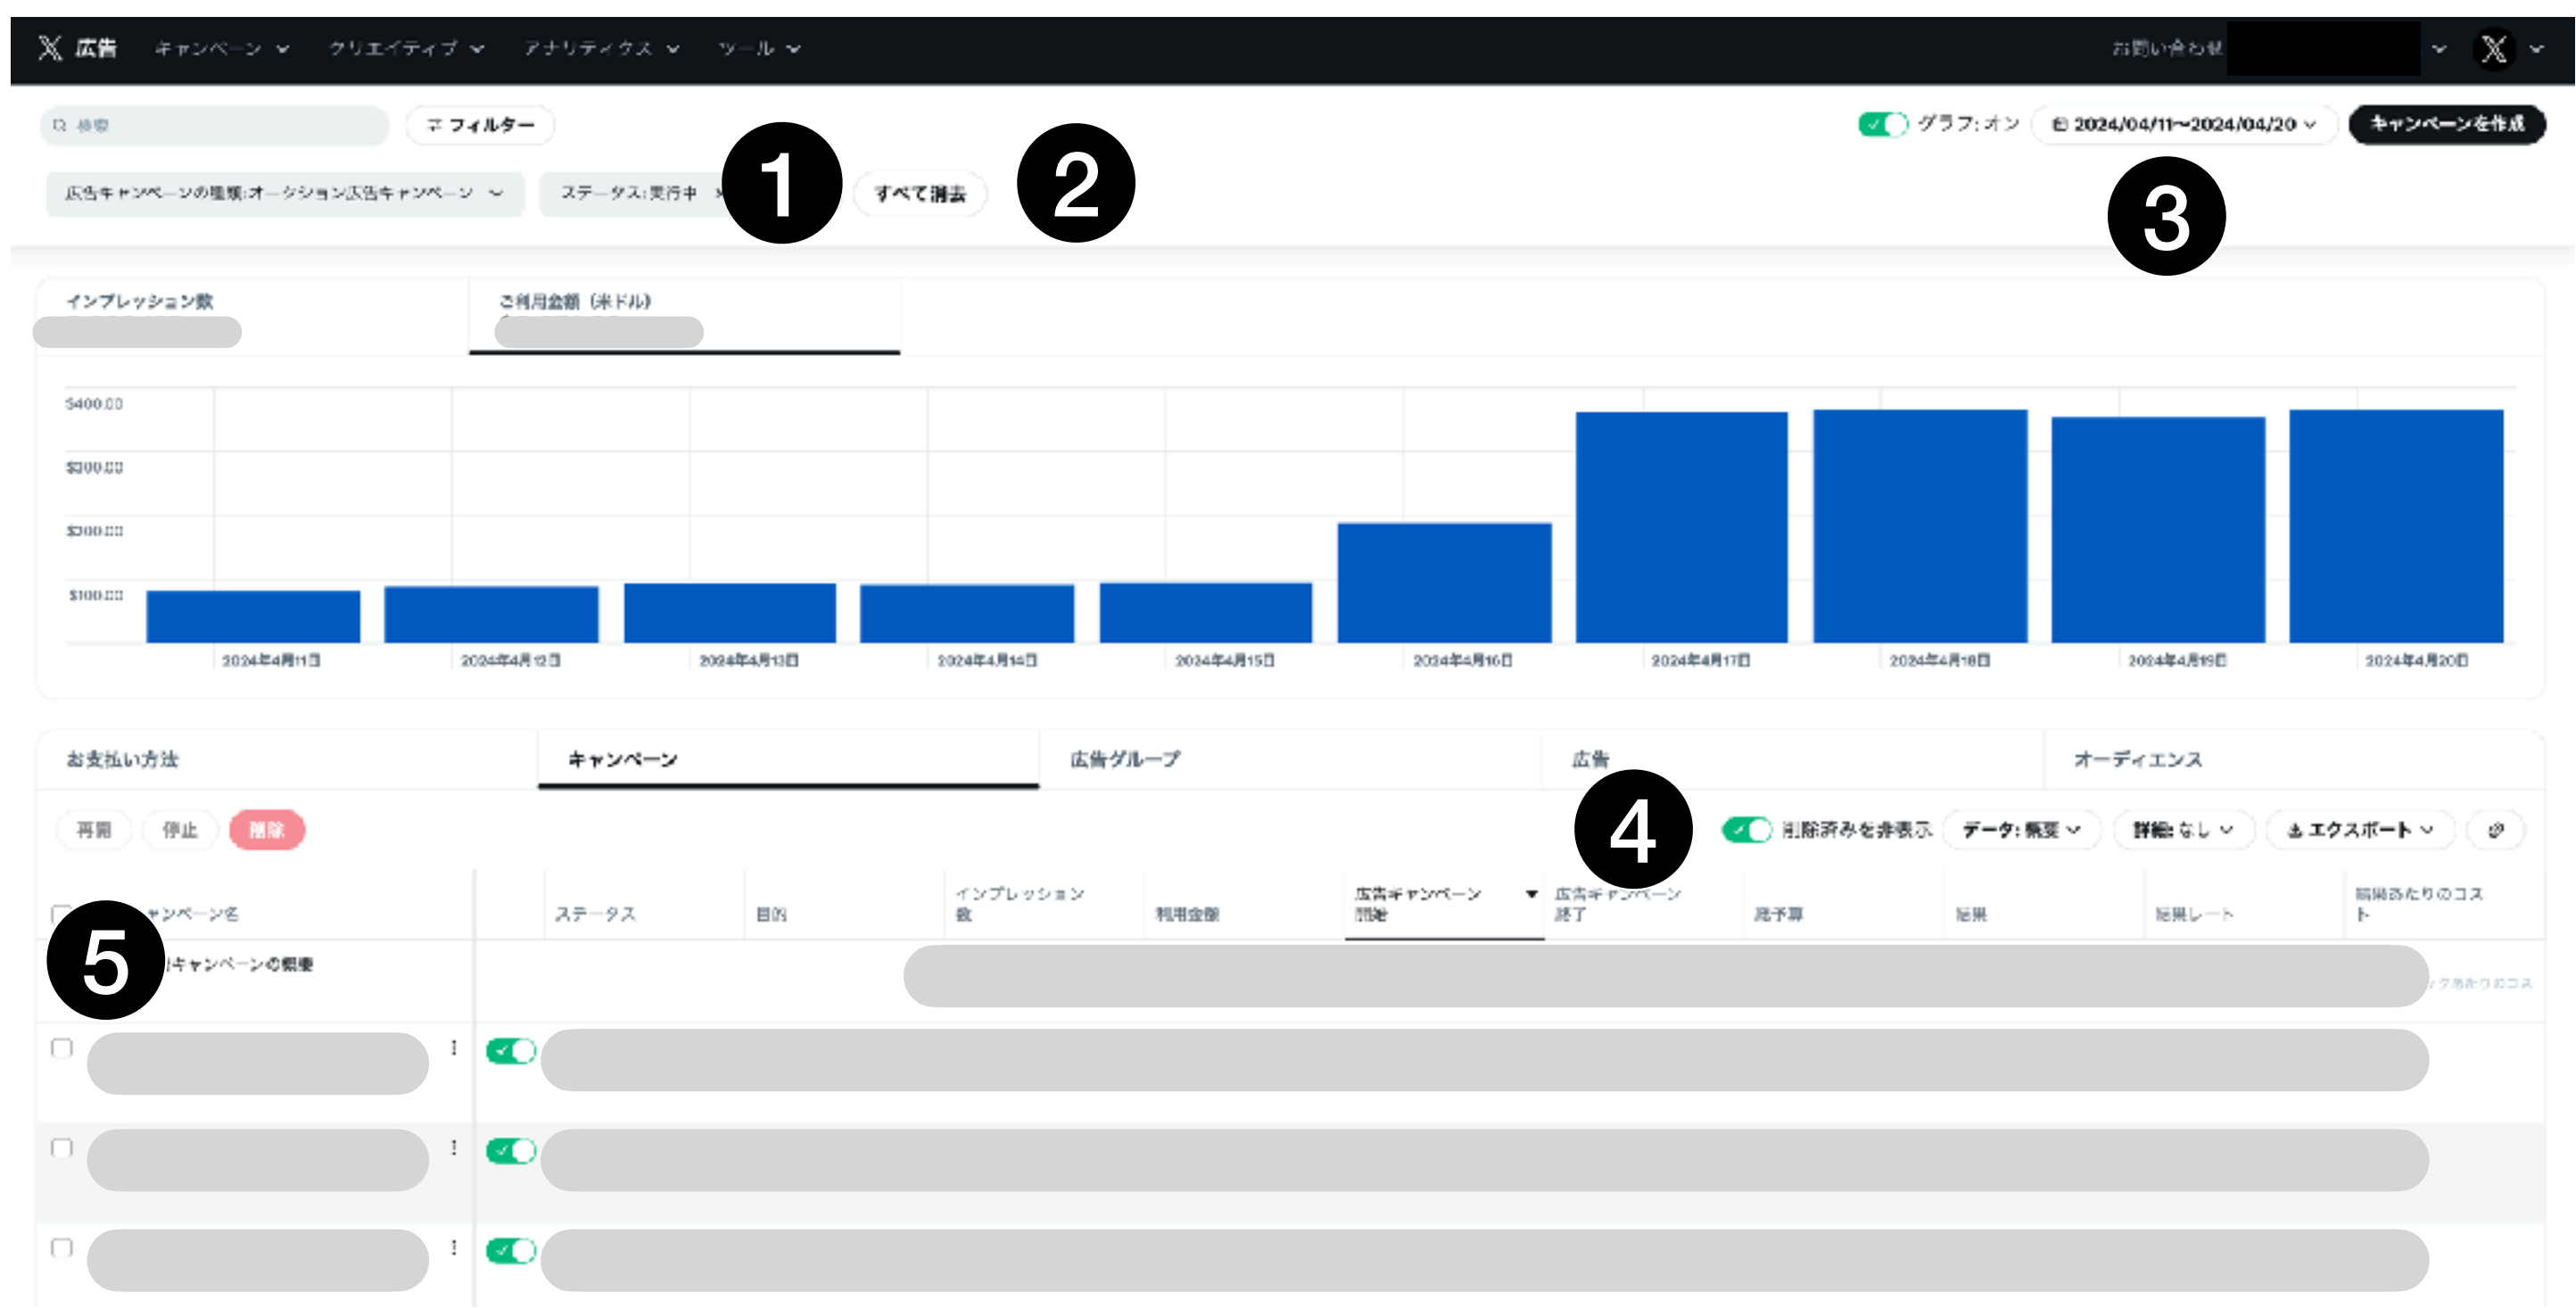 X 広告 キャンペーン クリエイティブ アナリティクス ツール お問い合わせ
検索 フィルター グラフ: オン 2024/04/11～2024/04/20 キャンペーンを作成
広告キャンペーンの種類:オークション広告キャンペーン ステータス:実行中 1 すべて消去 2 3
インプレッション数 ご利用金額（米ドル）
$400.00
$300.00
$200.00
$100.00
2024年4月11日 2024年4月12日 2024年4月13日 2024年4月14日 2024年4月15日 2024年4月16日 2024年4月17日 2024年4月18日 2024年4月19日 2024年4月20日
お支払い方法 キャンペーン 広告グループ 広告 オーディエンス
再開 停止 削除 4 削除済みを非表示 データ: 概要 詳細: なし エクスポート
ャンペーン名 ステータス 目的 インプレッション数 利用金額 広告キャンペーン開始 広告キャンペーン終了 総予算 結果 結果レート 結果あたりのコスト
5 キャンペーンの概要
クあたりのコス